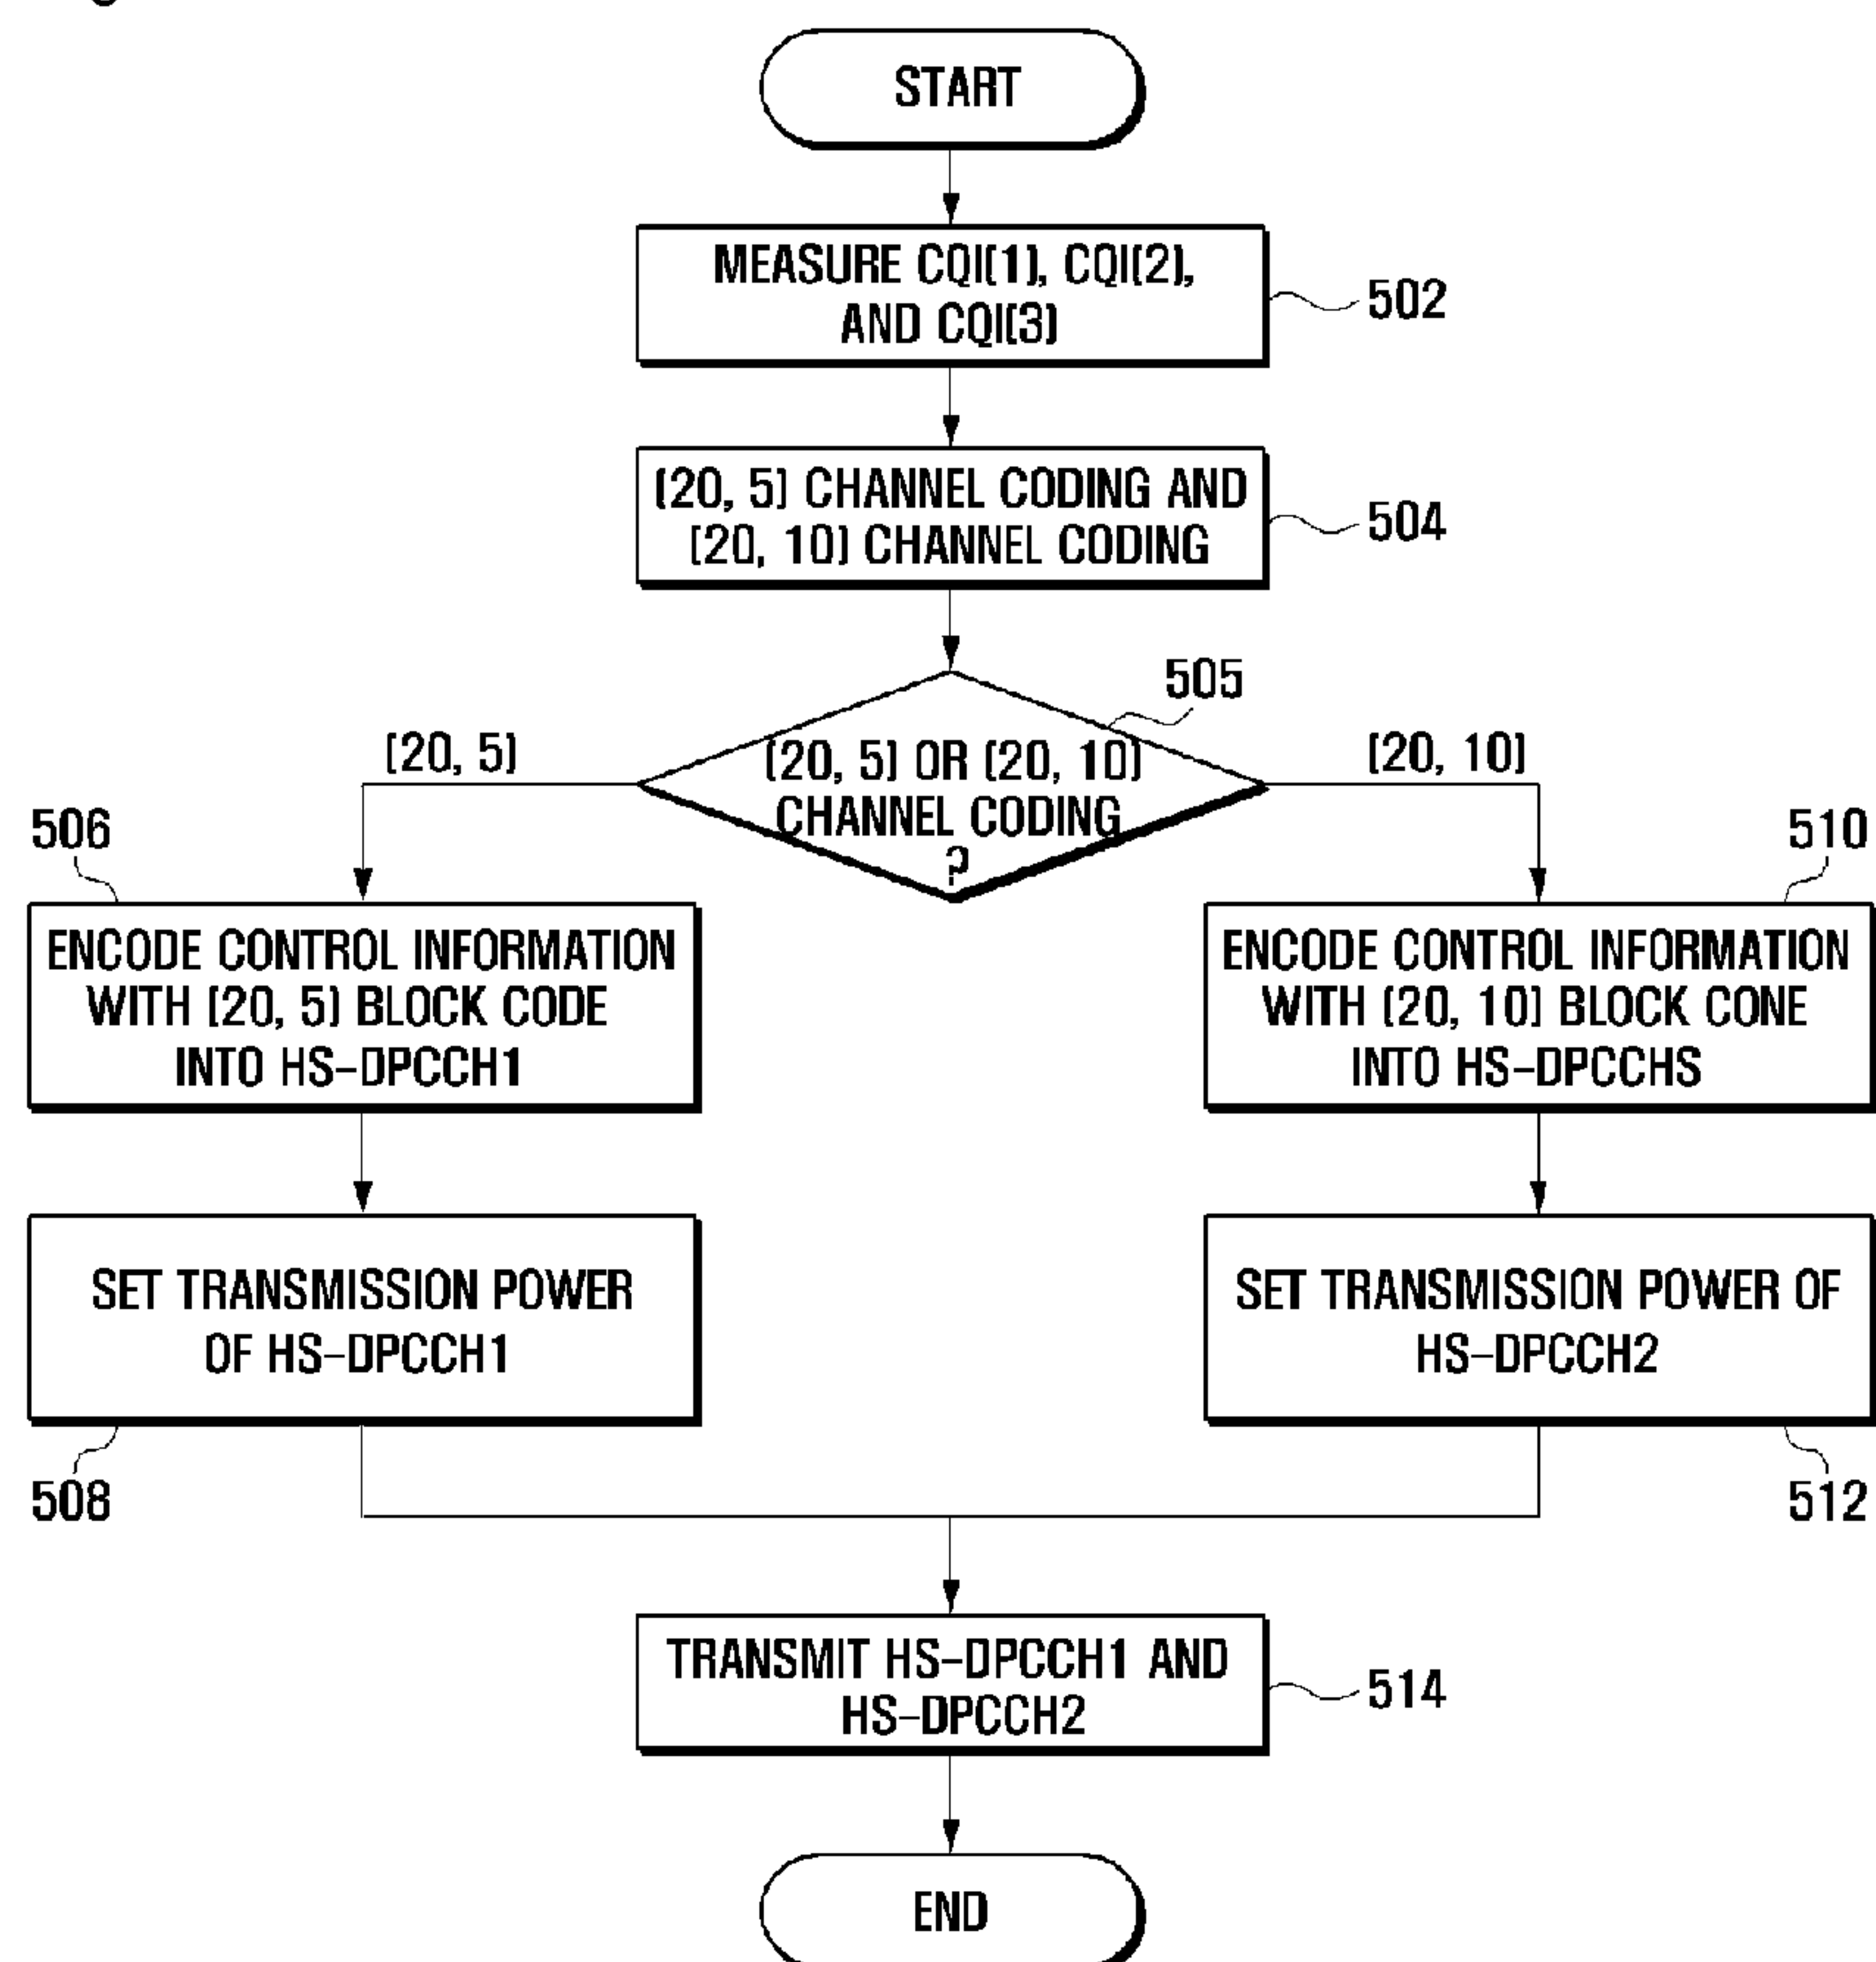 START
MEASURE CQI(1), CQI(2),
AND CQI(3)
502
(20, 5) CHANNEL CODING AND
(20, 10) CHANNEL CODING
504
505
(20, 5)
(20, 5) OR (20, 10)
CHANNEL CODING
?
(20, 10)
506
510
ENCODE CONTROL INFORMATION
WITH (20, 5) BLOCK CODE
INTO HS-DPCCH1
ENCODE CONTROL INFORMATION
WITH (20, 10) BLOCK CONE
INTO HS-DPCCHS
SET TRANSMISSION POWER
OF HS-DPCCH1
SET TRANSMISSION POWER OF
HS-DPCCH2
508
512
TRANSMIT HS-DPCCH1 AND
HS-DPCCH2
514
END